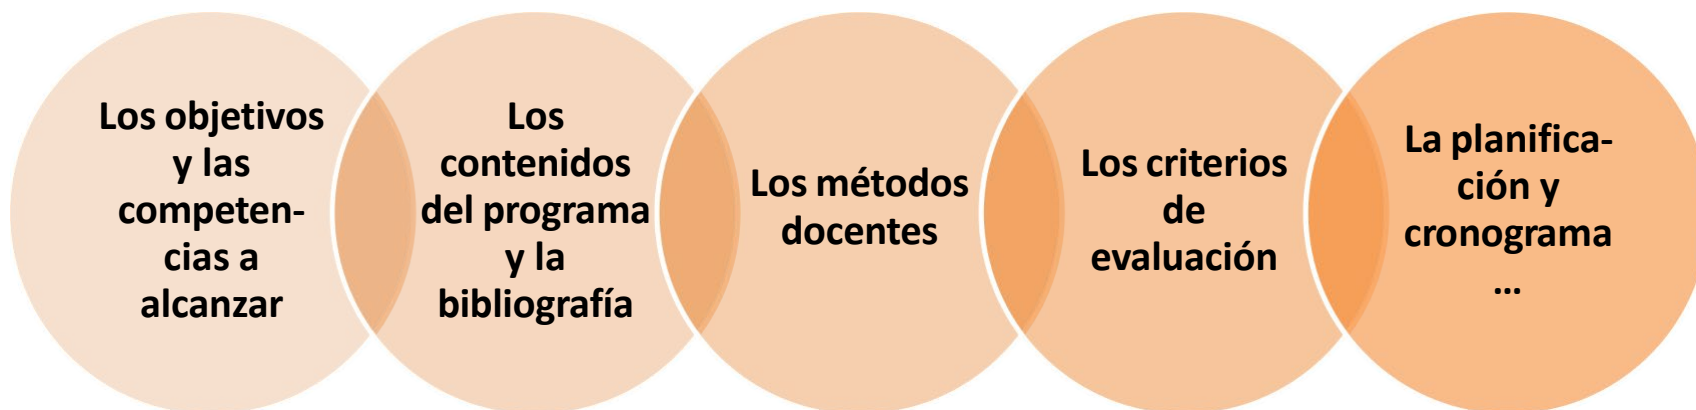 Los objetivos
y las
competen-
cias a
alcanzar
Los
contenidos
del programa
y la
bibliografía
Los métodos
docentes
Los criterios
de
evaluación
La planifica-
ción y
cronograma
...